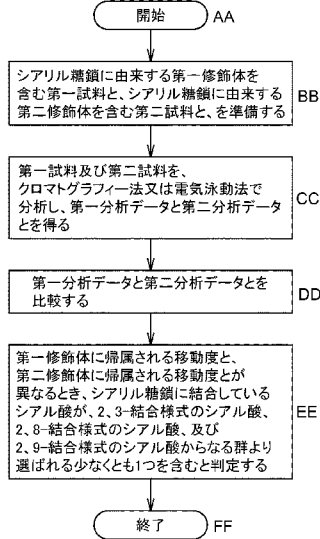 開始
AA
シアリル糖鎖に由来する第一修飾体を
含む第一試料と、シアリル糖鎖に由来する
第二修飾体を含む第二試料と、を準備する
BB
第一試料及び第二試料を、
クロマトグラフィー法又は電気泳動法で
分析し、第一分析データと第二分析データ
とを得る
CC
第一分析データと第二分析データとを
比較する
DD
第一修飾体に帰属される移動度と、
第二修飾体に帰属される移動度とが
異なるとき、シアリル糖鎖に結合している
シアル酸が、2、3-結合様式のシアル酸、
2、8-結合様式のシアル酸、及び
2、9-結合様式のシアル酸からなる群より
選ばれる少なくとも1つを含むと判定する
EE
終了
FF